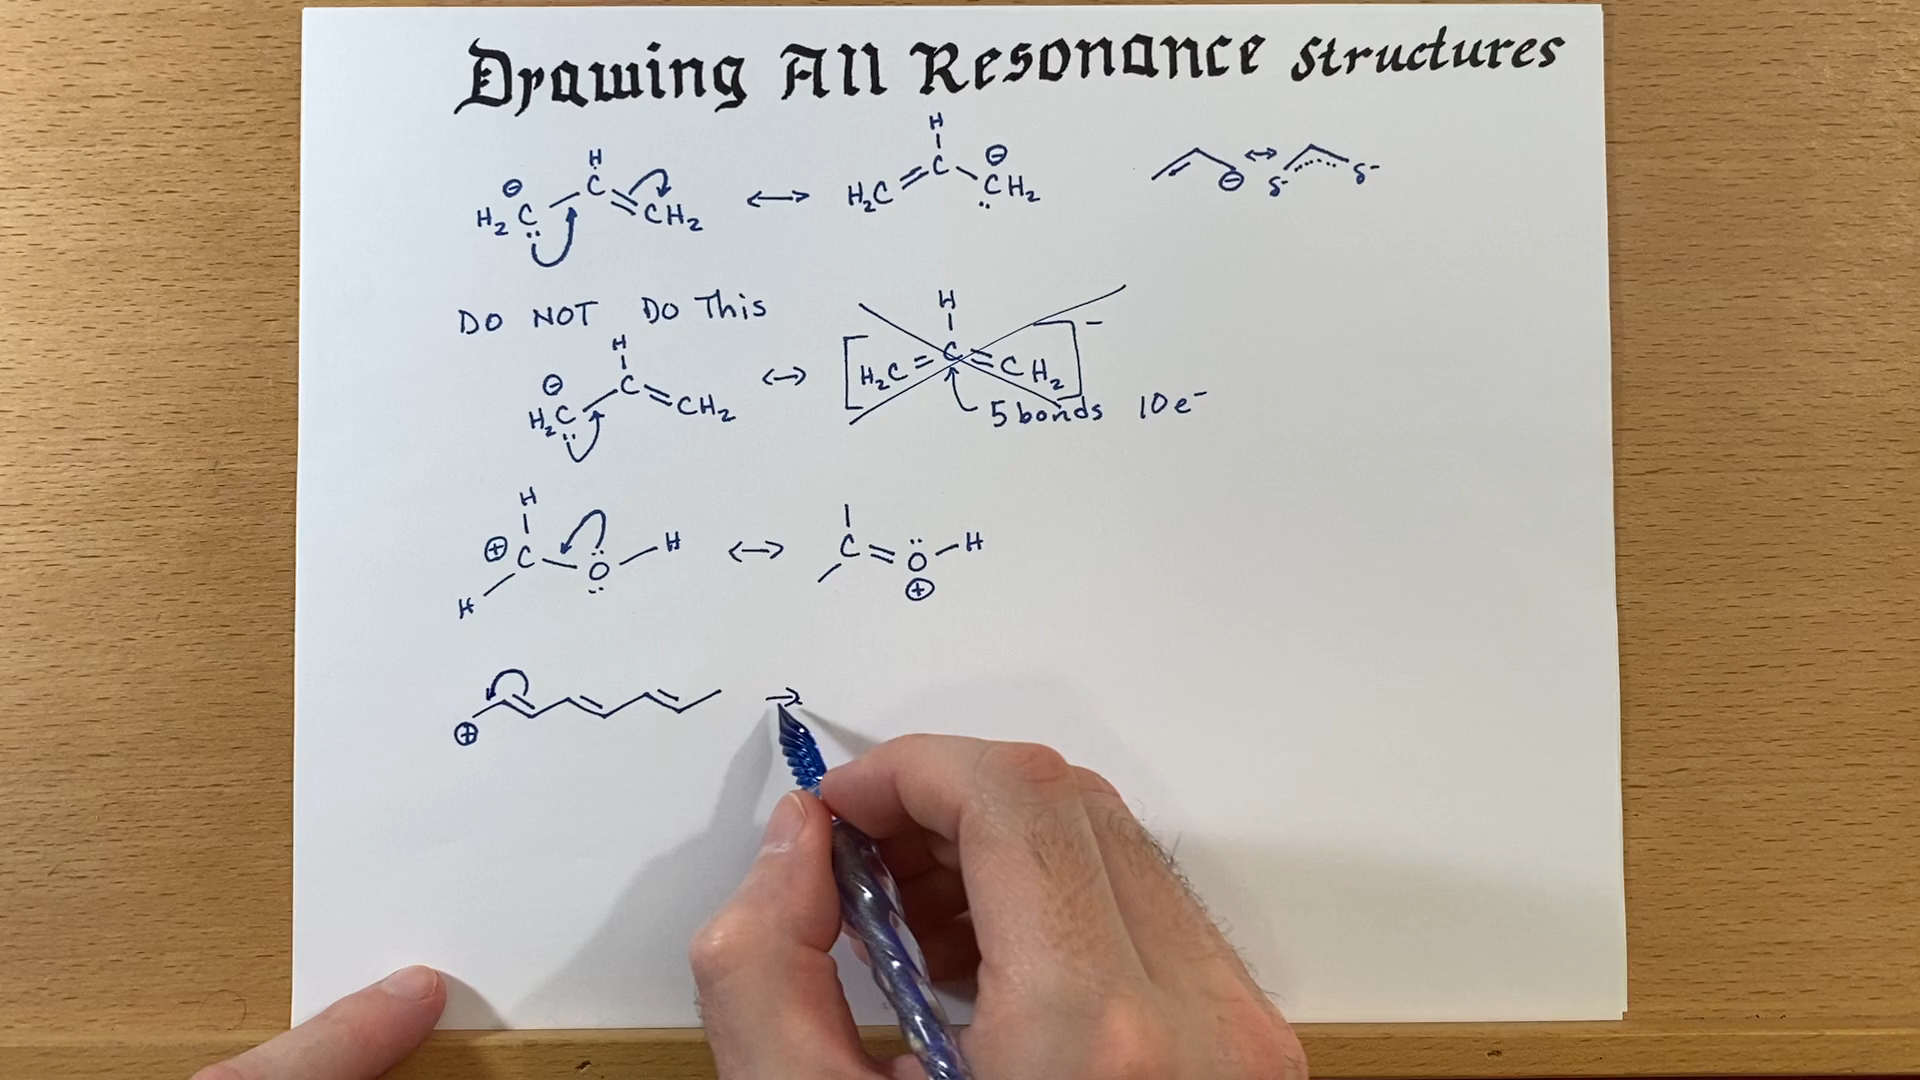 Drawing All Resonance Structures
H H
⊖ C C ⊖
H2C CH2 ↔ H2C CH2 ⊖ ↔ δ- δ-
DO NOT Do This
H H
⊖ C [H2C=C=CH2]-
H2C CH2 ↔ 5 bonds 10e-
H
⊕ C O H ↔ C=O-H
H ⊕
⊕